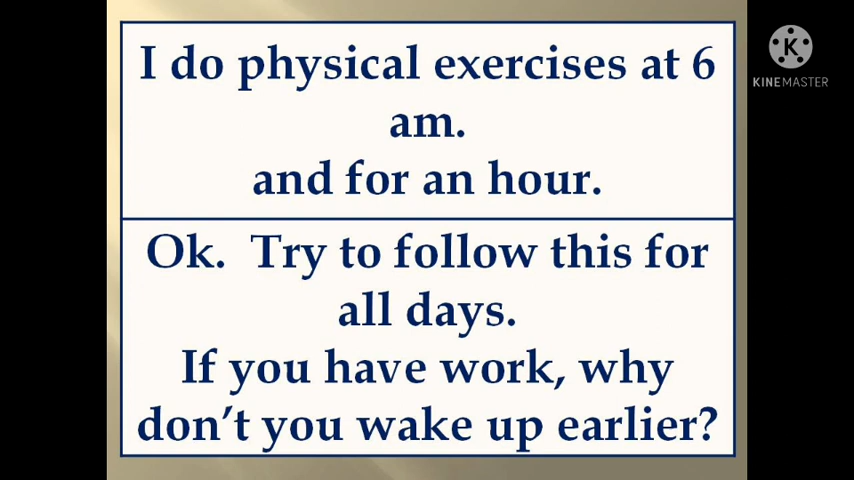 I do physical exercises at 6
am.
and for an hour.
Ok.  Try to follow this for
all days.
If you have work, why
don't you wake up earlier?
K
KINEMASTER